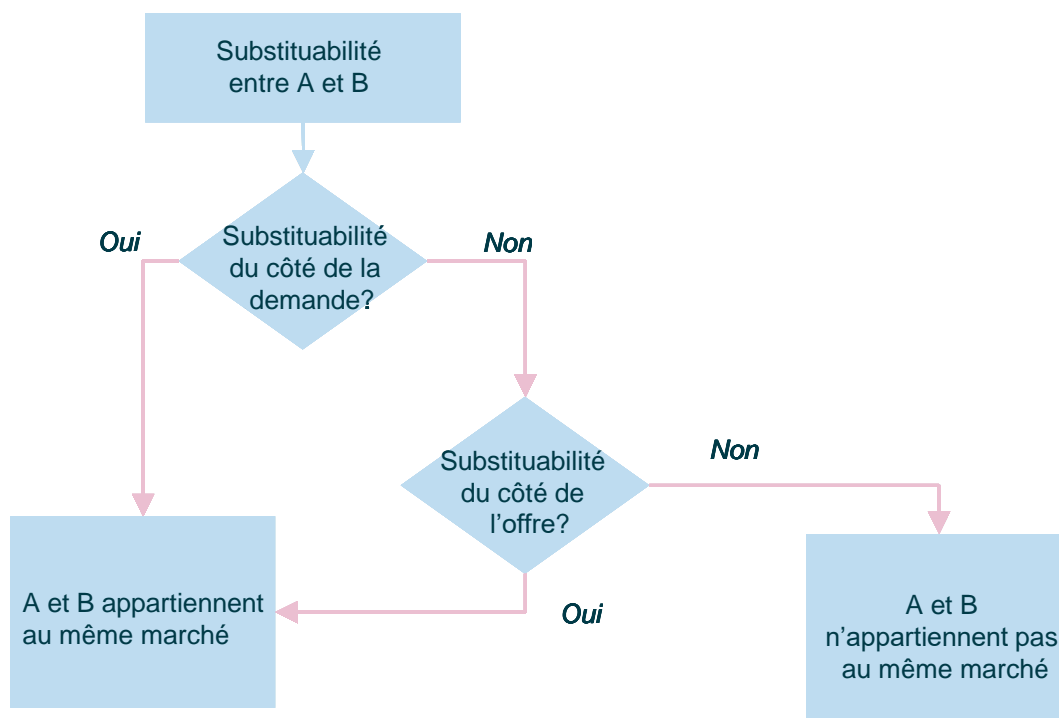 Substituabilité
entre A et B
Oui
Substituabilité
du côté de la
demande?
Non
Substituabilité
du côté de
l’offre?
Non
A et B appartiennent
au même marché
Oui
A et B
n’appartiennent pas
au même marché